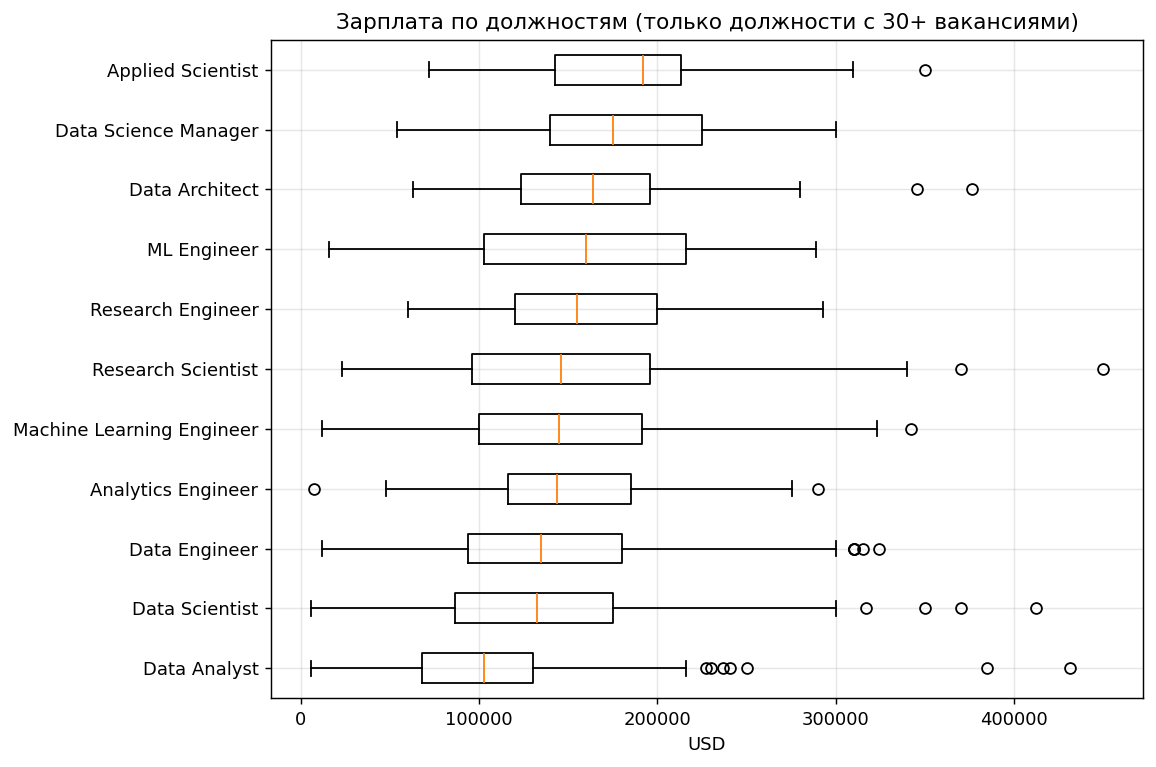 Зарплата по должностям (только должности с 30+ вакансиями)
Applied Scientist
Data Science Manager
Data Architect
ML Engineer
Research Engineer
Research Scientist
Machine Learning Engineer
Analytics Engineer
Data Engineer
Data Scientist
Data Analyst
0 100000 200000 300000 400000
USD